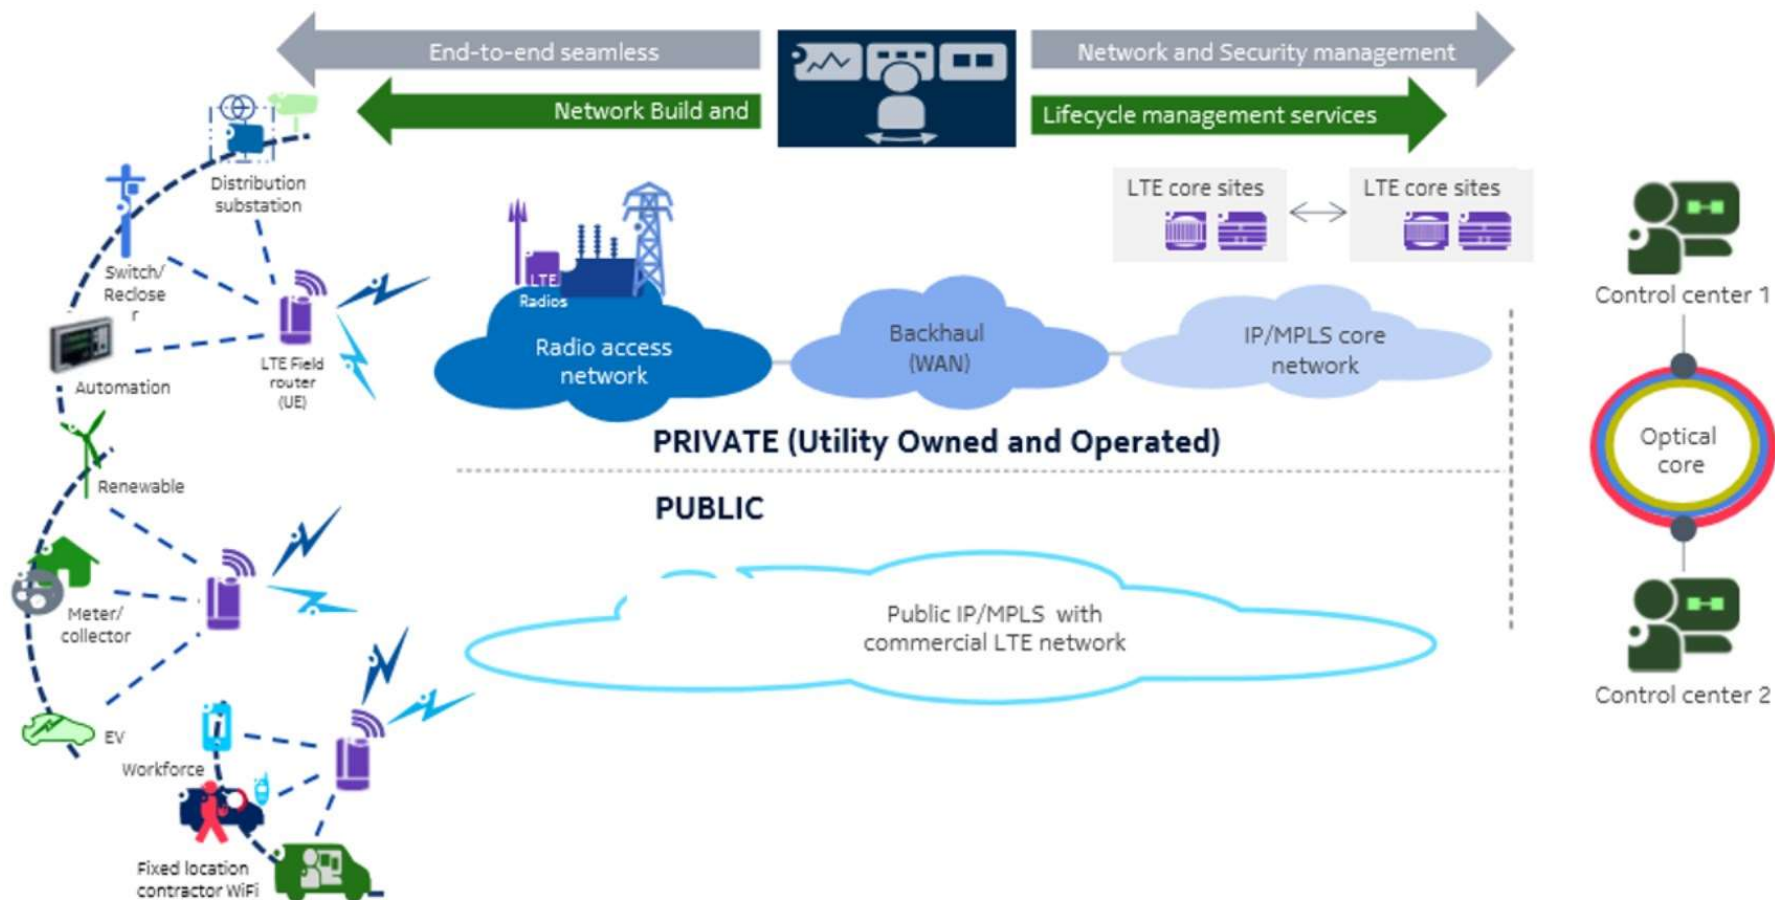 End-to-end seamless
Network and Security management
Network Build and
Lifecycle management services
Distribution
substation
LTE core sites
LTE core sites
Switch/
Reclose
r
LTE
Radios
Control center 1
Radio access
network
Backhaul
(WAN)
IP/MPLS core
network
LTE Field
router
(UE)
Automation
PRIVATE (Utility Owned and Operated)
Optical
core
Renewable
PUBLIC
Meter/
collector
Public IP/MPLS with
commercial LTE network
Control center 2
EV
Workforce
Fixed location
contractor WiFi